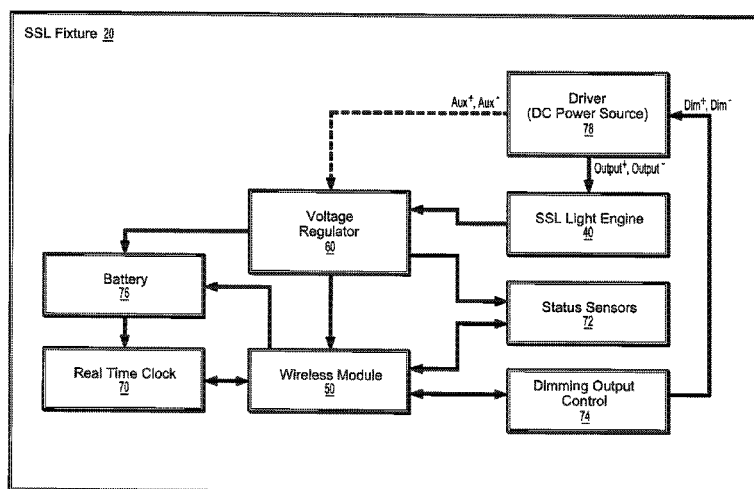 SSL Fixture 20
Aux+, Aux-
Driver
(DC Power Source)
78
Dim+, Dim-
Output+, Output-
Voltage
Regulator
60
SSL Light Engine
40
Battery
76
Status Sensors
72
Real Time Clock
70
Wireless Module
50
Dimming Output
Control
74